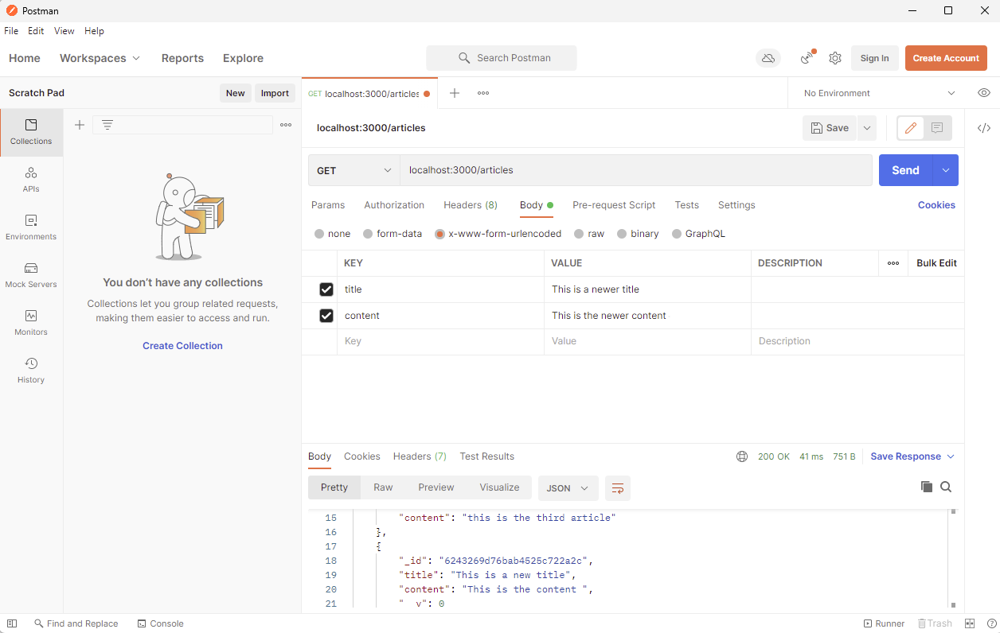 Postman
File Edit View Help
Home Workspaces Reports Explore Search Postman Sign In Create Account
Scratch Pad New Import
GET localhost:3000/articles No Environment
localhost:3000/articles Save
Collections
APIs
Environments
Mock Servers
Monitors
History
You don't have any collections
Collections let you group related requests,
making them easier to access and run.
Create Collection
GET localhost:3000/articles Send
Params Authorization Headers (8) Body Pre-request Script Tests Settings Cookies
none form-data x-www-form-urlencoded raw binary GraphQL
KEY VALUE DESCRIPTION Bulk Edit
title This is a newer title
content This is the newer content
Key Value Description
Body Cookies Headers (7) Test Results 200 OK 41 ms 751 B Save Response
Pretty Raw Preview Visualize JSON
15 "content": "this is the third article"
16 },
17 {
18 "_id": "6243269d76bab4525c722a2c",
19 "title": "This is a new title",
20 "content": "This is the content ",
21 "__v": 0
Find and Replace Console Runner Trash